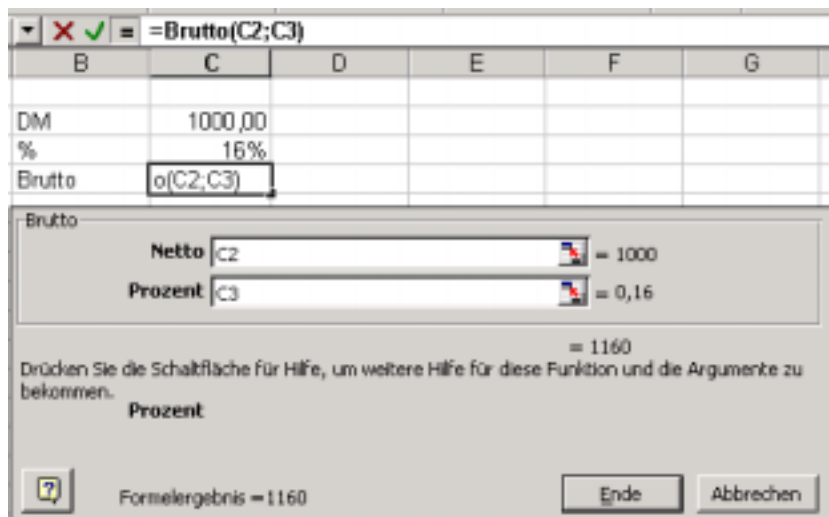 = =Brutto(C2;C3)
B C D E F G
DM 1000,00
% 16%
Brutto o(C2;C3)
Brutto
Netto C2 = 1000
Prozent C3 = 0,16
= 1160
Drücken Sie die Schaltfläche für Hilfe, um weitere Hilfe für diese Funktion und die Argumente zu
bekommen.
Prozent
? Formelergebnis =1160 Ende Abbrechen